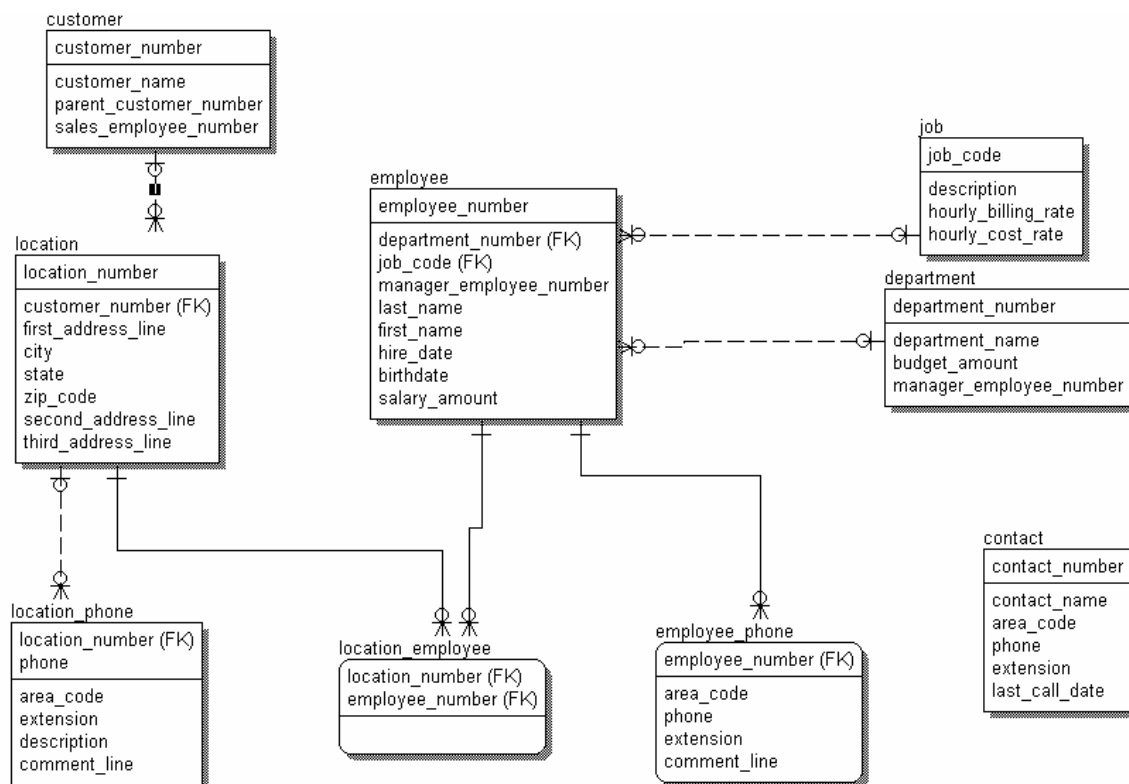 customer
customer_number
customer_name
parent_customer_number
sales_employee_number
location
location_number
customer_number (FK)
first_address_line
city
state
zip_code
second_address_line
third_address_line
employee
employee_number
department_number (FK)
job_code (FK)
manager_employee_number
last_name
first_name
hire_date
birthdate
salary_amount
job
job_code
description
hourly_billing_rate
hourly_cost_rate
department
department_number
department_name
budget_amount
manager_employee_number
location_phone
location_number (FK)
phone
area_code
extension
description
comment_line
location_employee
location_number (FK)
employee_number (FK)
employee_phone
employee_number (FK)
area_code
phone
extension
comment_line
contact
contact_number
contact_name
area_code
phone
extension
last_call_date